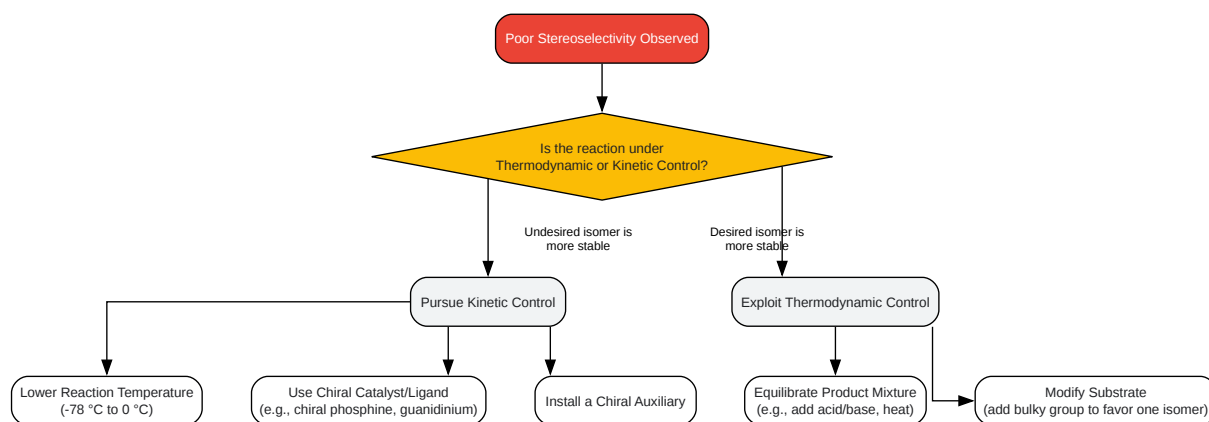 Poor Stereoselectivity Observed
Is the reaction under
Thermodynamic or Kinetic Control?
Undesired isomer is
more stable
Desired isomer is
more stable
Pursue Kinetic Control
Exploit Thermodynamic Control
Lower Reaction Temperature
(-78 °C to 0 °C)
Use Chiral Catalyst/Ligand
(e.g., chiral phosphine, guanidinium)
Install a Chiral Auxiliary
Equilibrate Product Mixture
(e.g., add acid/base, heat)
Modify Substrate
(add bulky group to favor one isomer)